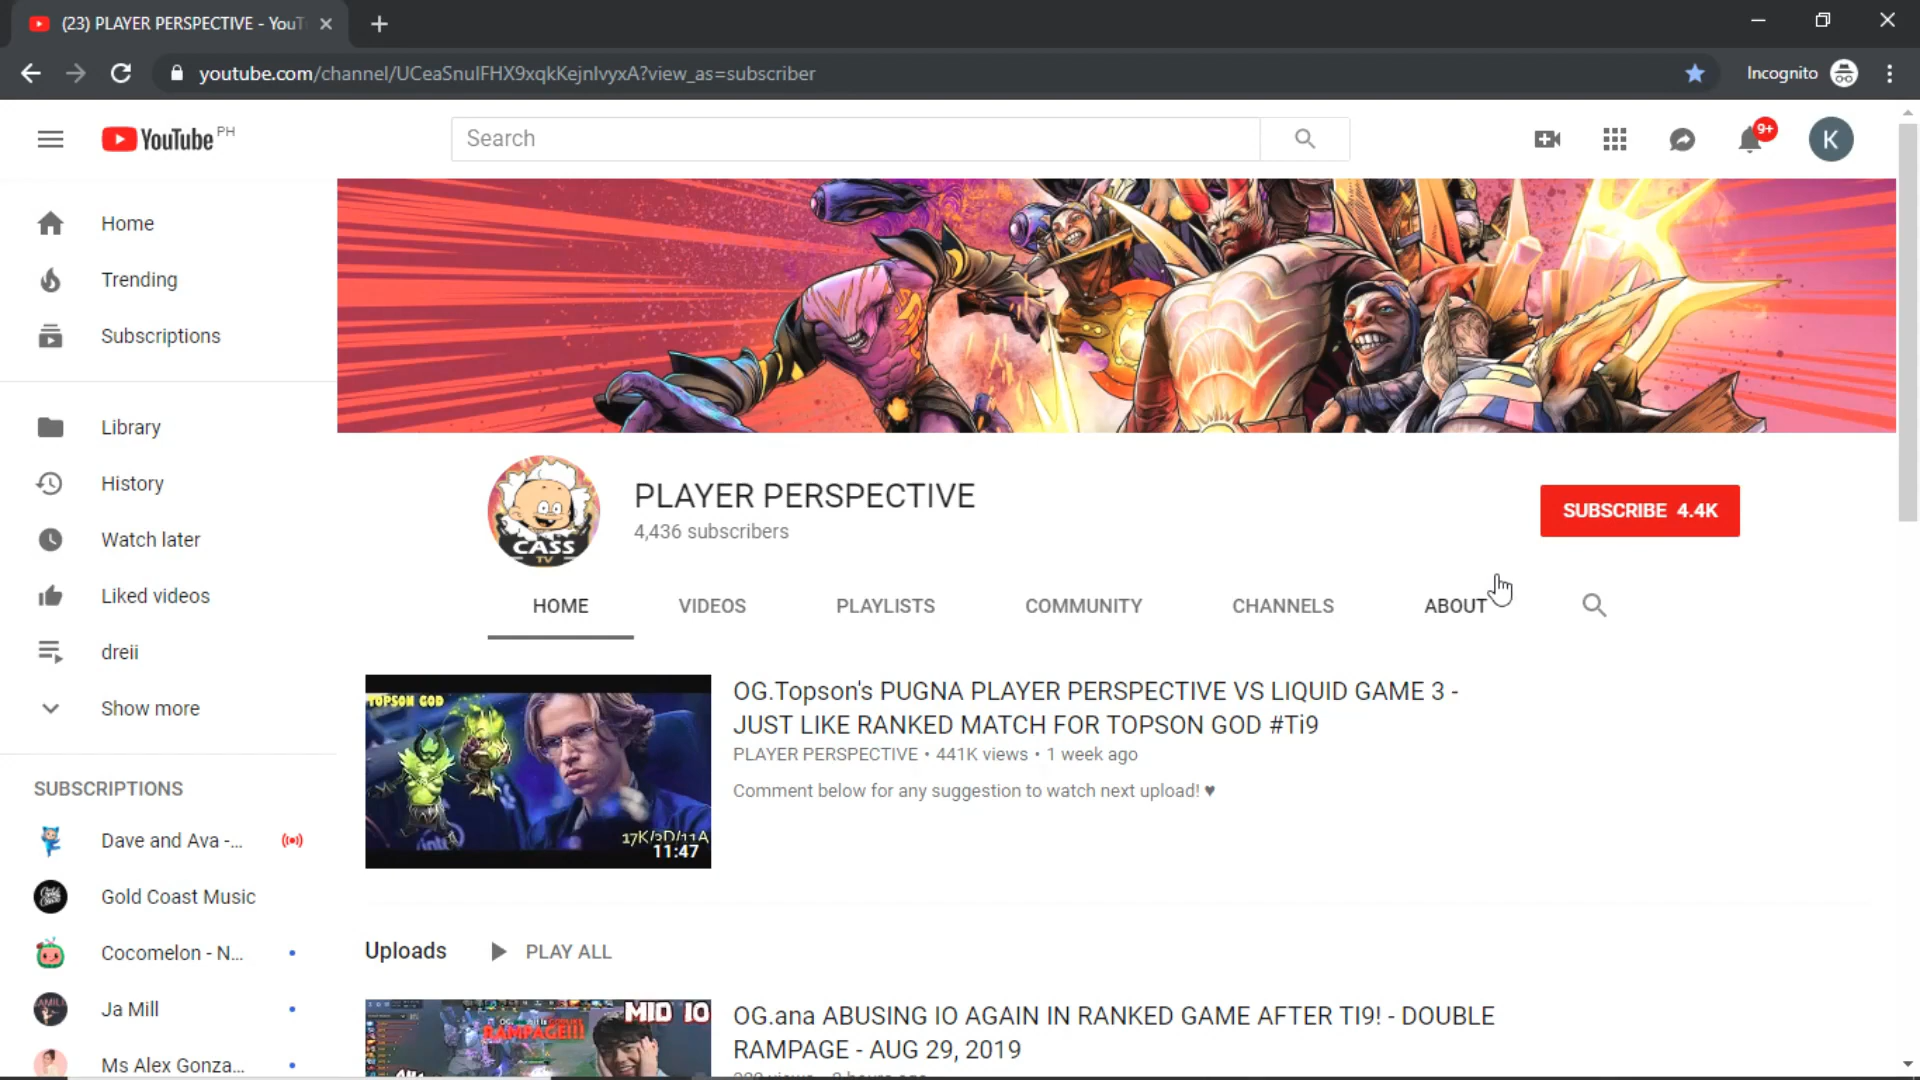 (23) PLAYER PERSPECTIVE - YouT
youtube.com/channel/UCeaSnulFHX9xqkKejnIvyxA?view_as=subscriber
Incognito
YouTube PH
Search
9+
K
Home
Trending
Subscriptions
Library
History
Watch later
Liked videos
dreii
Show more
SUBSCRIPTIONS
Dave and Ava -...
Gold Coast Music
Cocomelon - N...
Ja Mill
Ms Alex Gonza...
CASS
TV
PLAYER PERSPECTIVE
4,436 subscribers
SUBSCRIBE 4.4K
HOME
VIDEOS
PLAYLISTS
COMMUNITY
CHANNELS
ABOUT
TOPSON GOD
17K/3D/11A
11:47
OG.Topson's PUGNA PLAYER PERSPECTIVE VS LIQUID GAME 3 -
JUST LIKE RANKED MATCH FOR TOPSON GOD #Ti9
PLAYER PERSPECTIVE • 441K views • 1 week ago
Comment below for any suggestion to watch next upload! ♥
Uploads
PLAY ALL
MID IO
RAMPAGE!!!
OG.ana ABUSING IO AGAIN IN RANKED GAME AFTER TI9! - DOUBLE
RAMPAGE - AUG 29, 2019